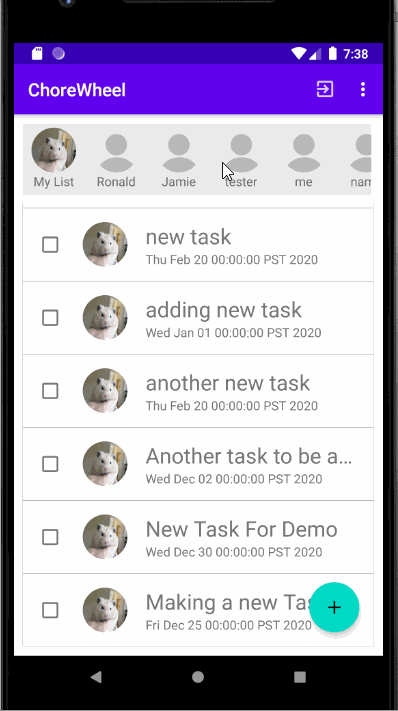 7:38
ChoreWheel
My List Ronald Jamie tester me nam
new task
Thu Feb 20 00:00:00 PST 2020
adding new task
Wed Jan 01 00:00:00 PST 2020
another new task
Thu Feb 20 00:00:00 PST 2020
Another task to be a...
Wed Dec 02 00:00:00 PST 2020
New Task For Demo
Wed Dec 30 00:00:00 PST 2020
Making a new Tas
Fri Dec 25 00:00:00 PST 2020